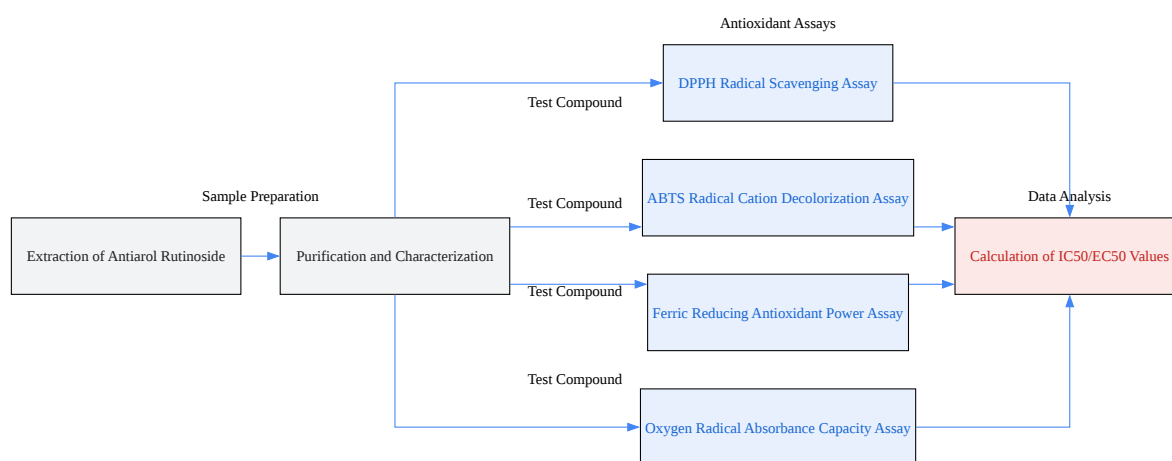 Antioxidant Assays
DPPH Radical Scavenging Assay
Test Compound
ABTS Radical Cation Decolorization Assay
Sample Preparation
Test Compound
Data Analysis
Extraction of Antiarol Rutinoside
Purification and Characterization
Calculation of IC50/EC50 Values
Test Compound
Ferric Reducing Antioxidant Power Assay
Test Compound
Oxygen Radical Absorbance Capacity Assay